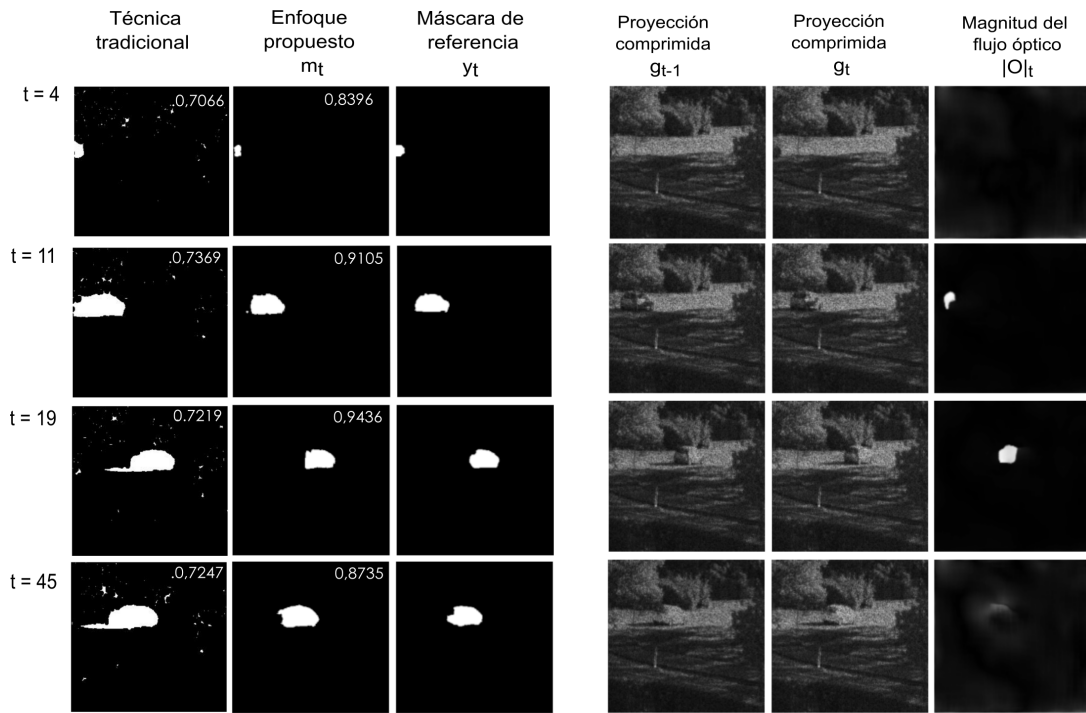 Técnica
tradicional
Enfoque
propuesto
mt
Máscara de
referencia
yt
Proyección
comprimida
gt-1
Proyección
comprimida
gt
Magnitud del
flujo óptico
|O|t
t = 4
.0,7066
0,8396
t = 11
.0,7369
0,9105
t = 19
0.7219
0,9436
t = 45
.0,7247
0,8735